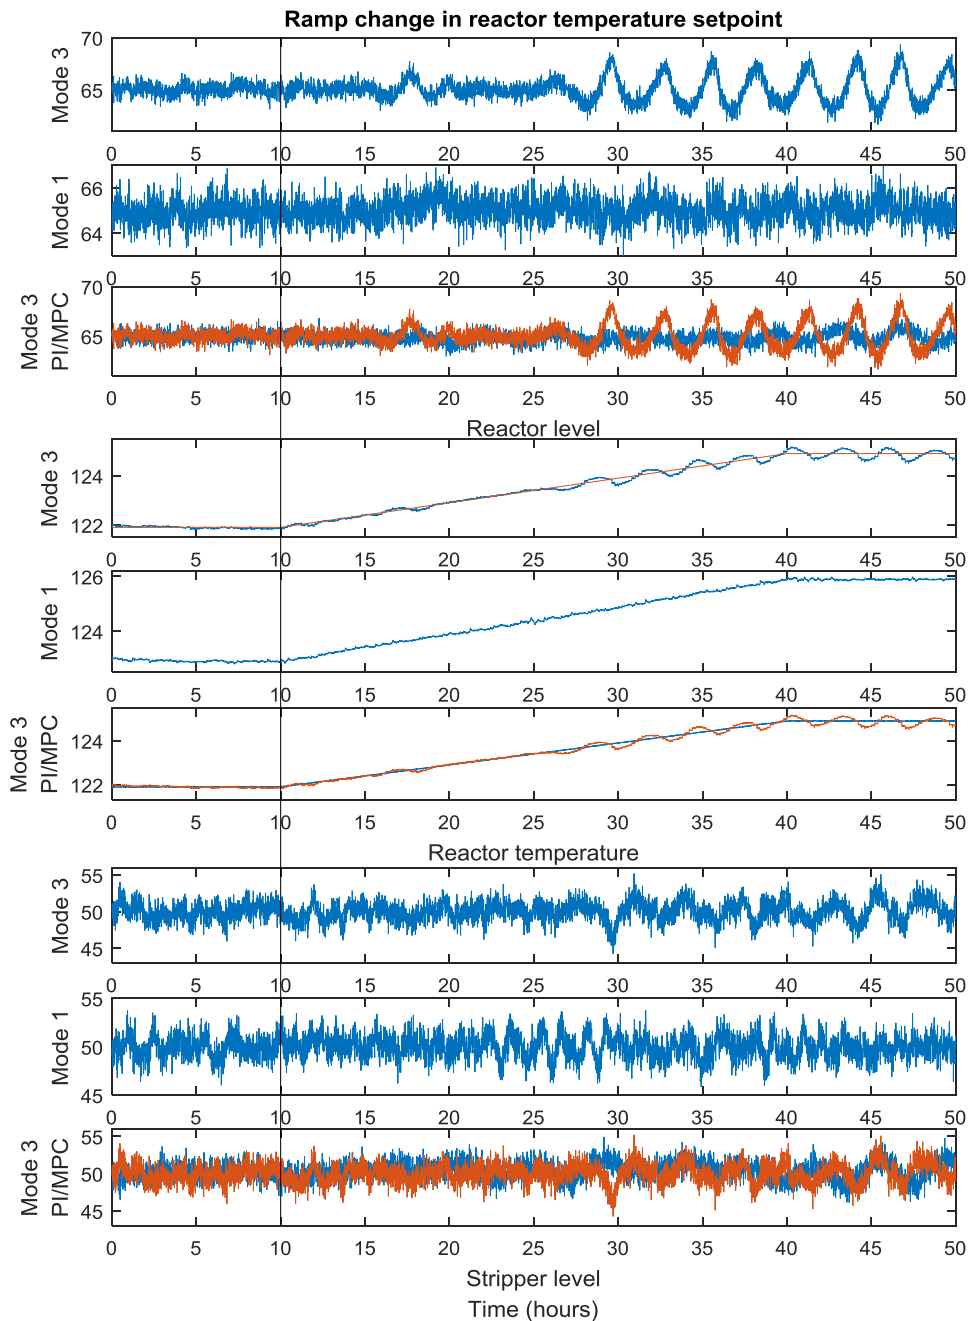 Ramp change in reactor temperature setpoint
Mode 3
70
65
0 5 10 15 20 25 30 35 40 45 50
Mode 1
66
64
0 5 10 15 20 25 30 35 40 45 50
Mode 3
PI/MPC
70
65
0 5 10 15 20 25 30 35 40 45 50
Reactor level
Mode 3
124
122
0 5 10 15 20 25 30 35 40 45 50
Mode 1
126
124
0 5 10 15 20 25 30 35 40 45 50
Mode 3
PI/MPC
124
122
0 5 10 15 20 25 30 35 40 45 50
Reactor temperature
Mode 3
55
50
45
0 5 10 15 20 25 30 35 40 45 50
Mode 1
55
50
45
0 5 10 15 20 25 30 35 40 45 50
Mode 3
PI/MPC
55
50
45
0 5 10 15 20 25 30 35 40 45 50
Stripper level
Time (hours)